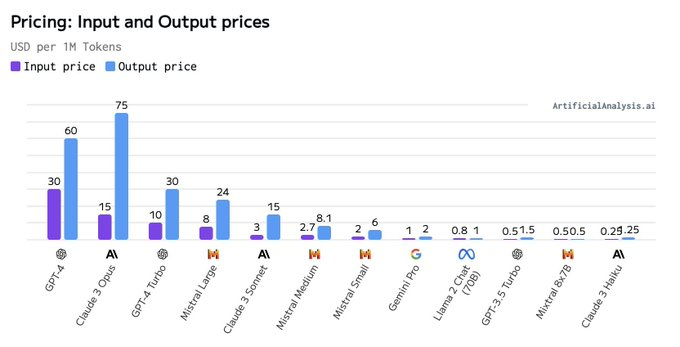 Pricing: Input and Output prices
USD per 1M Tokens
Input price Output price
ArtificialAnalysis.ai
30 60 15 75 10 30 8 24 3 15 2.7 8.1 2 6 1 2 0.8 1 0.5 1.5 0.5 0.5 0.25 1.25
GPT-4
Claude 3 Opus
GPT-4 Turbo
Mistral Large
Claude 3 Sonnet
Mistral Medium
Mistral Small
Gemini Pro
Llama 2 Chat
(70B)
GPT-3.5 Turbo
Mixtral 8x7B
Claude 3 Haiku